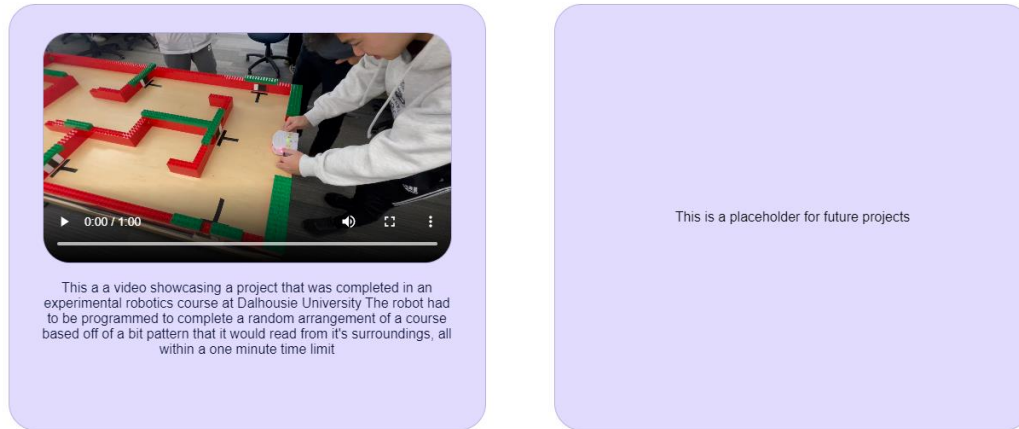 0:00 / 1:00
This a a video showcasing a project that was completed in an
experimental robotics course at Dalhousie University The robot had
to be programmed to complete a random arrangement of a course
based off of a bit pattern that it would read from it's surroundings, all
within a one minute time limit
This is a placeholder for future projects